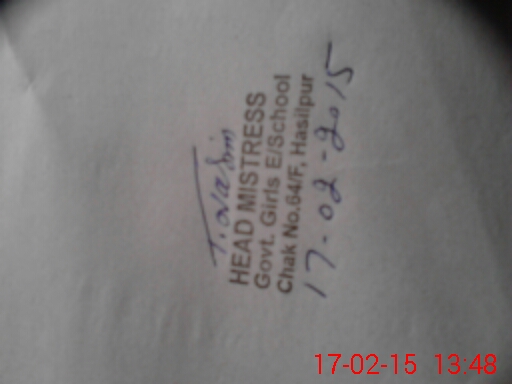 HEAD MISTRESS
Govt. Girls E/School
Chak No.64/F, Hasilpur
17-02-2015
17-02-15 13:48